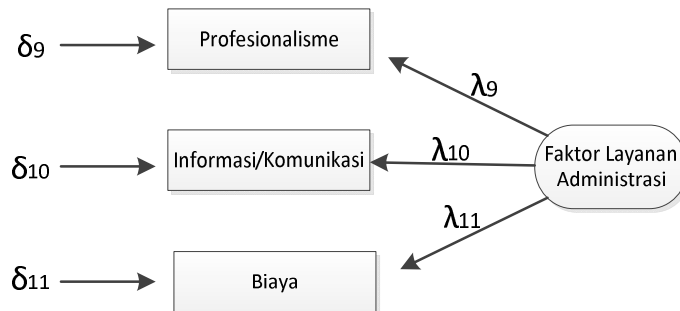 δ9
Profesionalisme
λ9
δ10
Informasi/Komunikasi
λ10
Faktor Layanan
Administrasi
λ11
δ11
Biaya